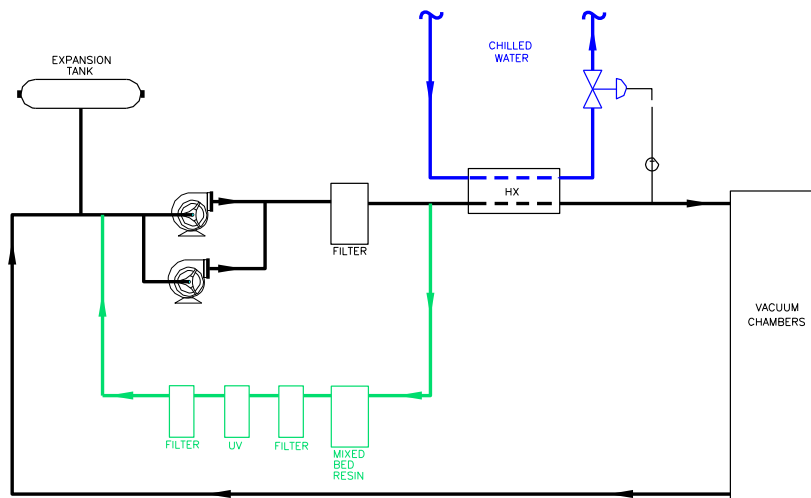 CHILLED
WATER
EXPANSION
TANK
HX
FILTER
VACUUM
CHAMBERS
FILTER
UV
FILTER
MIXED
BED
RESIN